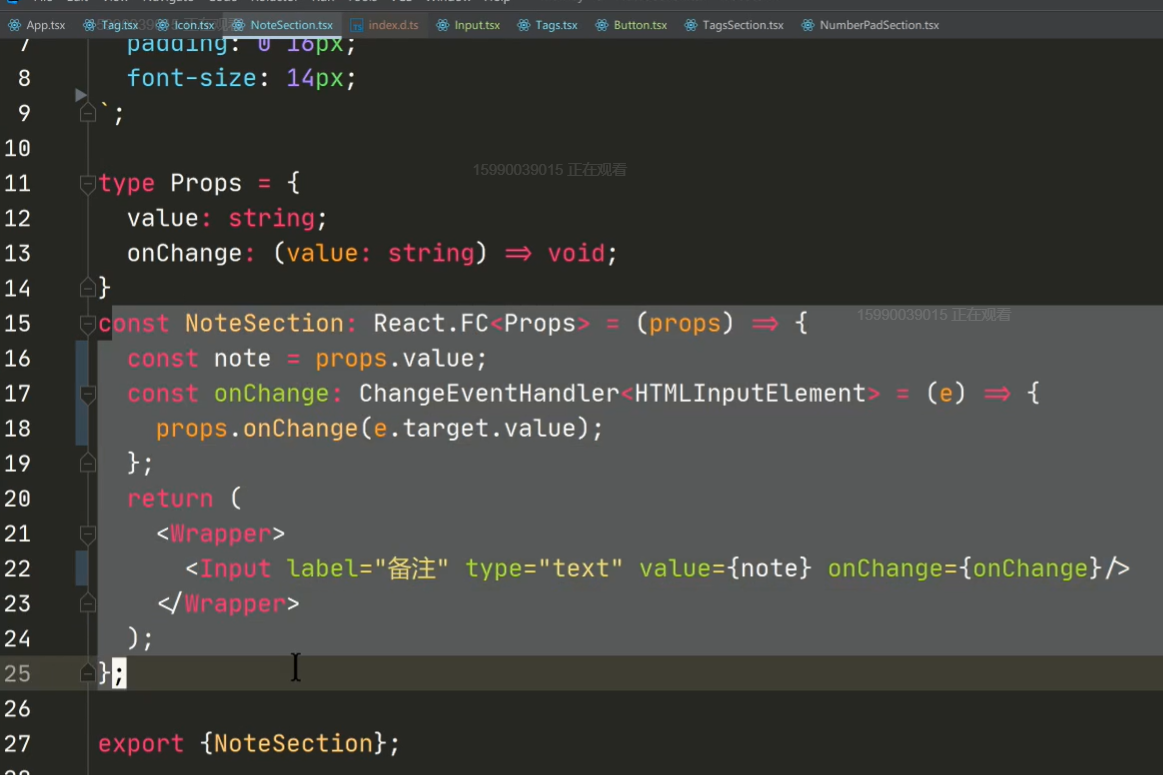 App.tsx Tag.tsx Icon.tsx NoteSection.tsx index.d.ts Input.tsx Tags.tsx Button.tsx TagsSection.tsx NumberPadSection.tsx
7 padding: 0 16px;
8 font-size: 14px;
9 `;
10
15990039015 正在观看
11 type Props = {
12 value: string;
13 onChange: (value: string) => void;
14 }
15 const NoteSection: React.FC<Props> = (props) => {
15990039015 正在观看
16 const note = props.value;
17 const onChange: ChangeEventHandler<HTMLInputElement> = (e) => {
18 props.onChange(e.target.value);
19 };
20 return (
21 <Wrapper>
22 <Input label="备注" type="text" value={note} onChange={onChange}/>
23 </Wrapper>
24 );
25 };
26
27 export {NoteSection};